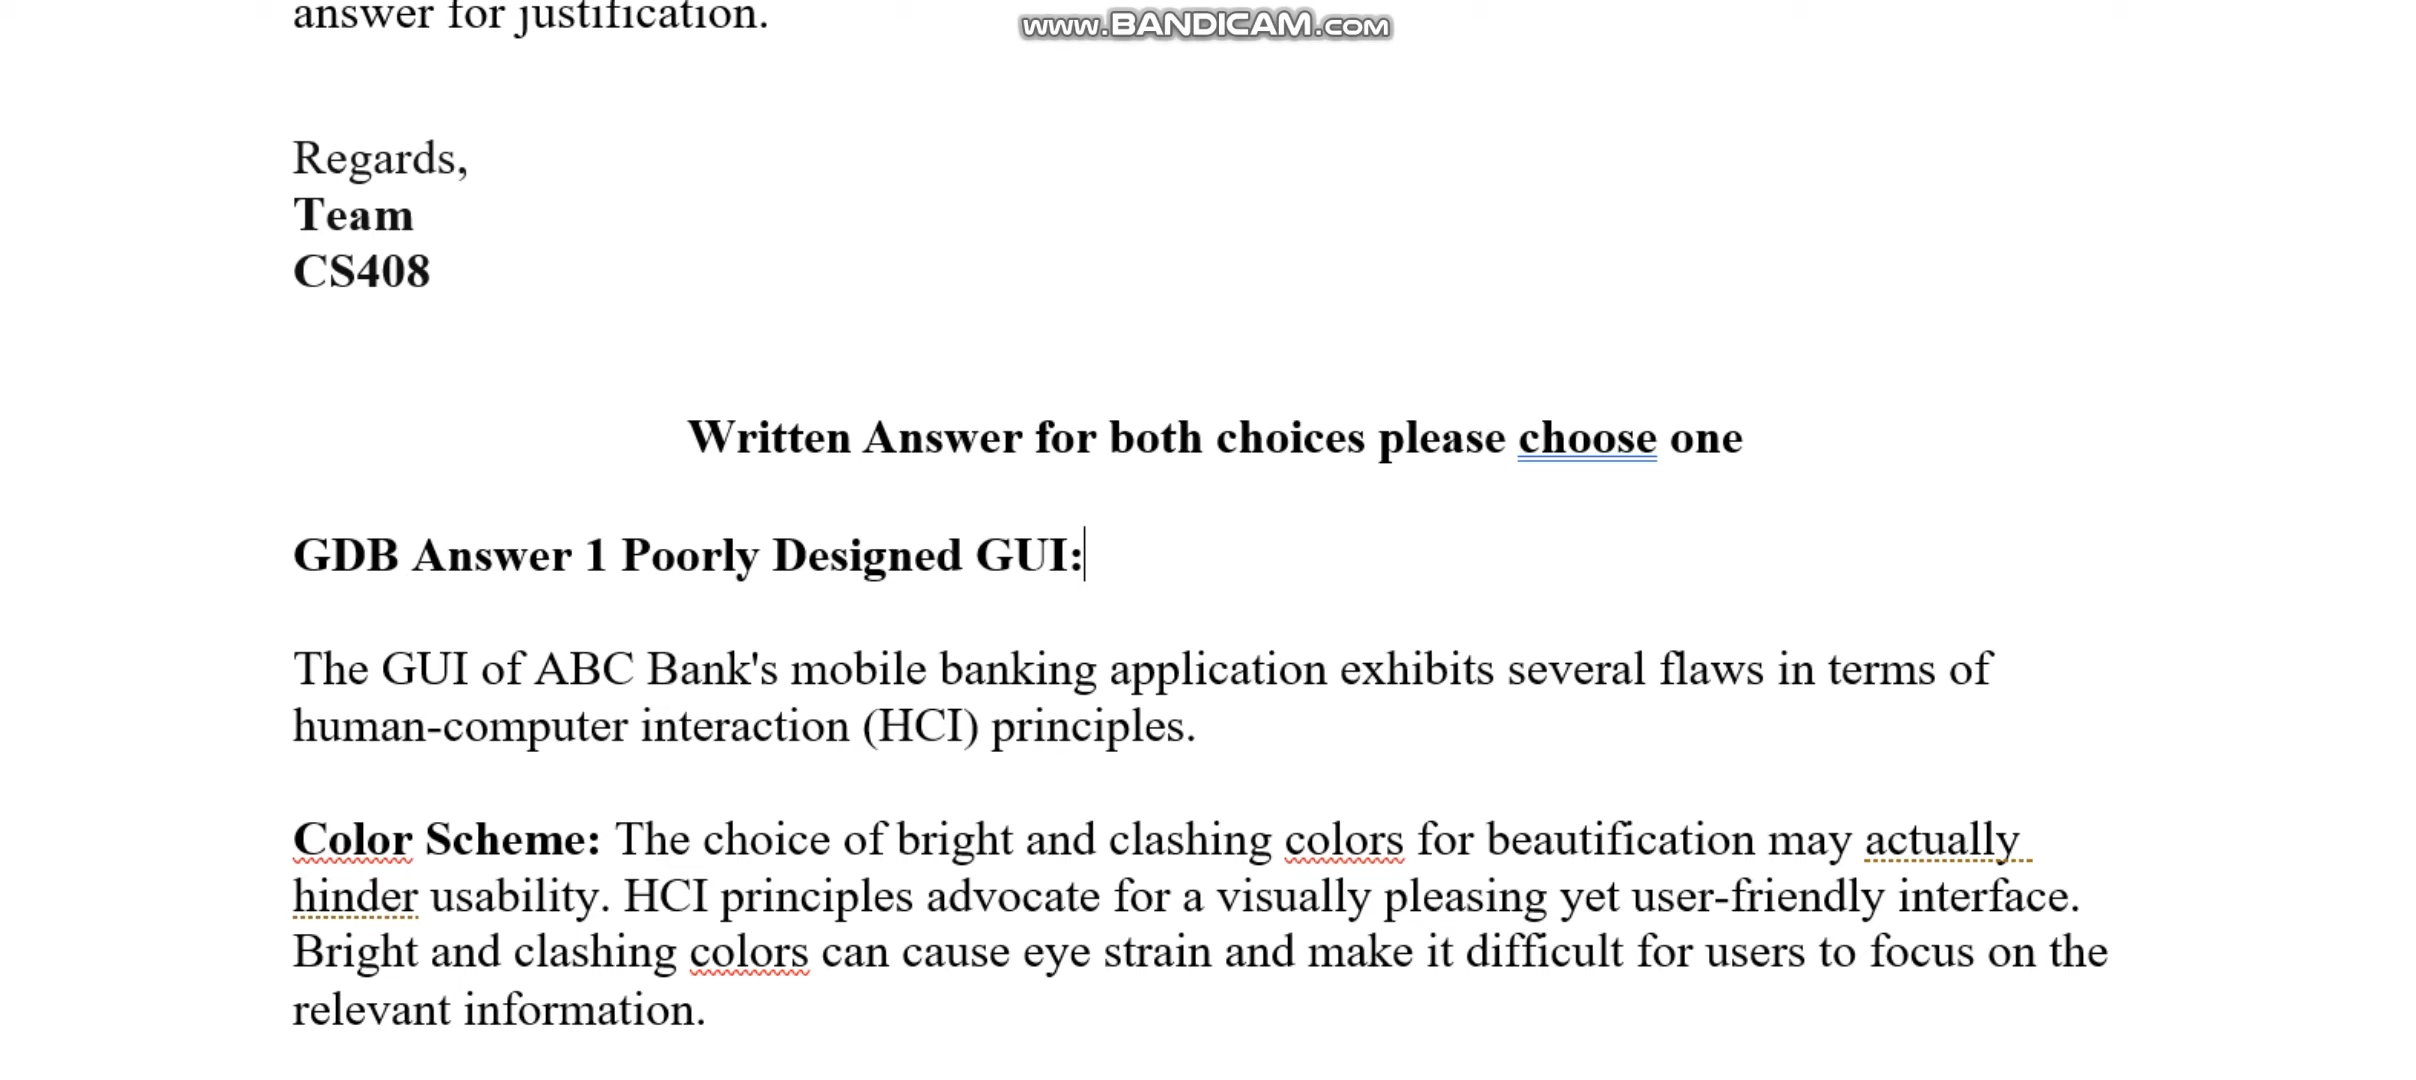 answer for justification.
www.BANDICAM.com
Regards,
Team
CS408
Written Answer for both choices please choose one
GDB Answer 1 Poorly Designed GUI:
The GUI of ABC Bank's mobile banking application exhibits several flaws in terms of
human-computer interaction (HCI) principles.
Color Scheme: The choice of bright and clashing colors for beautification may actually
hinder usability. HCI principles advocate for a visually pleasing yet user-friendly interface.
Bright and clashing colors can cause eye strain and make it difficult for users to focus on the
relevant information.